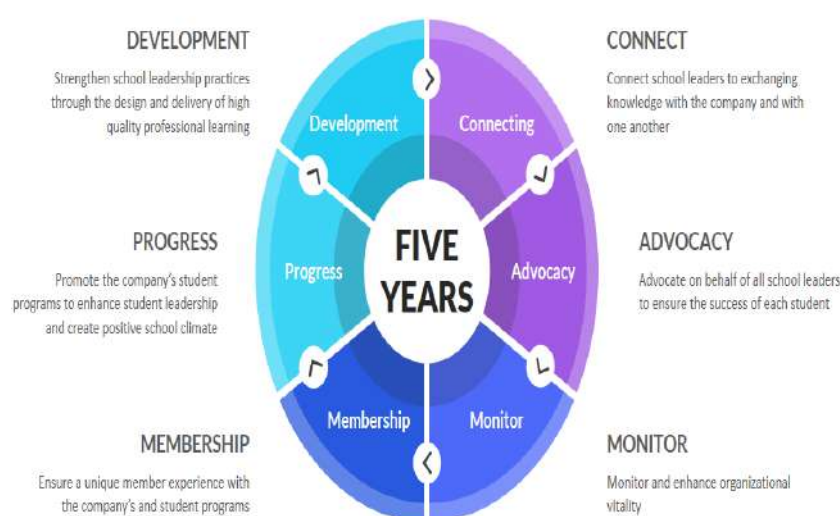 DEVELOPMENT
Strengthen school leadership practices
through the design and delivery of high
quality professional learning
PROGRESS
Promote the company's student
programs to enhance student leadership
and create positive school climate
MEMBERSHIP
Ensure a unique member experience with
the company's and student programs
Development
Connecting
Progress
FIVE
YEARS
Advocacy
Membership
Monitor
CONNECT
Connect school leaders to exchanging
knowledge with the company and with
one another
ADVOCACY
Advocate on behalf of all school leaders
to ensure the success of each student
MONITOR
Monitor and enhance organizational
vitality